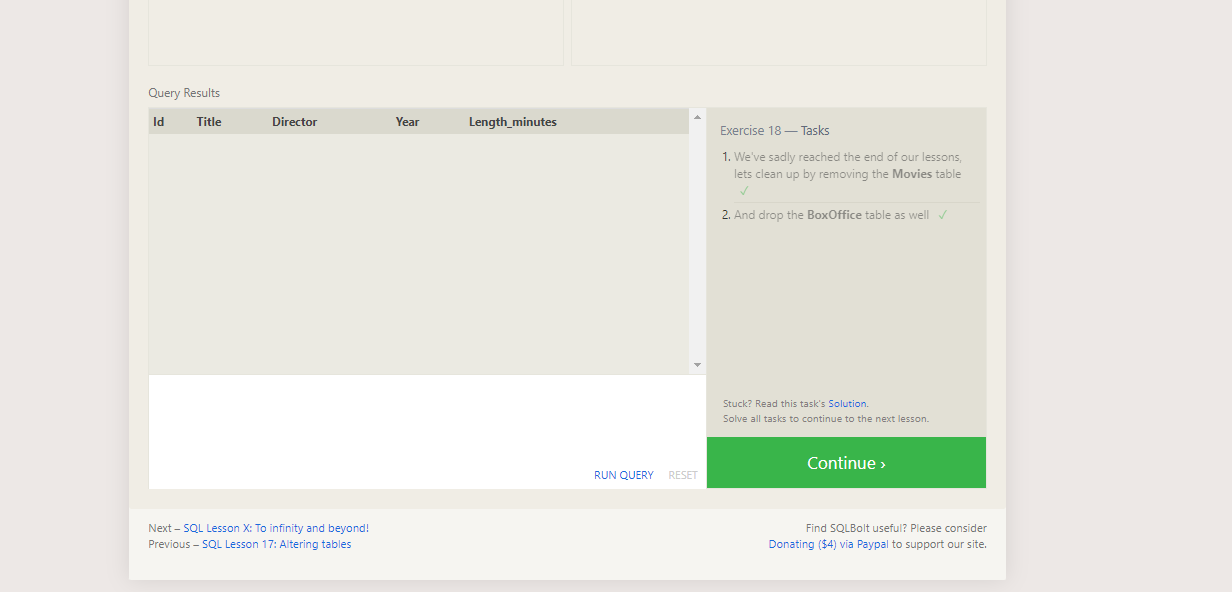 Query Results
Id Title Director Year Length_minutes
Exercise 18 — Tasks
1. We've sadly reached the end of our lessons,
lets clean up by removing the Movies table
✓
2. And drop the BoxOffice table as well ✓
Stuck? Read this task's Solution.
Solve all tasks to continue to the next lesson.
RUN QUERY RESET
Continue ›
Next – SQL Lesson X: To infinity and beyond!
Previous – SQL Lesson 17: Altering tables
Find SQLBolt useful? Please consider
Donating ($4) via Paypal to support our site.